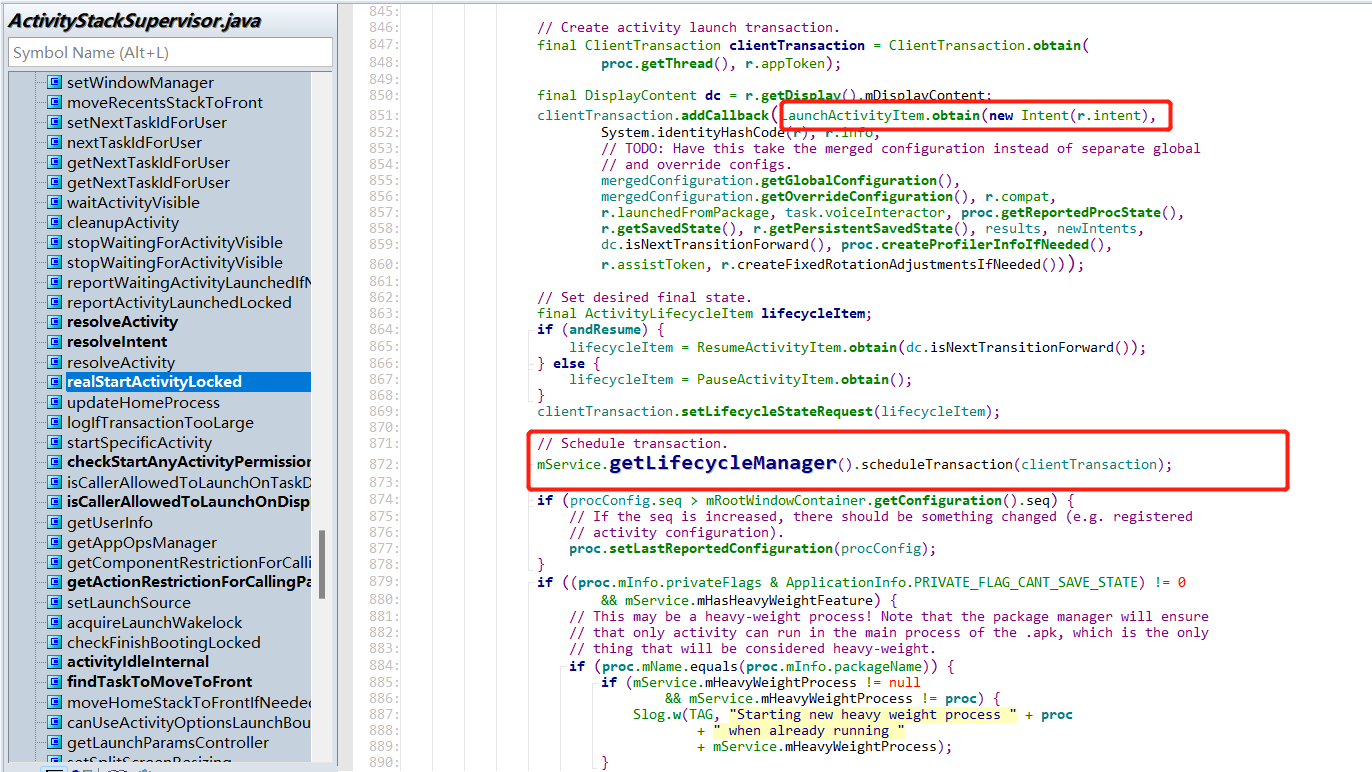 ActivityStackSupervisor.java
Symbol Name (Alt+L)
setWindowManager
moveRecentsStackToFront
setNextTaskIdForUser
nextTaskIdForUser
getNextTaskIdForUser
getNextTaskIdForUser
waitActivityVisible
cleanupActivity
stopWaitingForActivityVisible
stopWaitingForActivityVisible
reportWaitingActivityLaunchedIfN
reportActivityLaunchedLocked
resolveActivity
resolveIntent
resolveActivity
realStartActivityLocked
updateHomeProcess
logIfTransactionTooLarge
startSpecificActivity
checkStartAnyActivityPermission
isCallerAllowedToLaunchOnTaskD
isCallerAllowedToLaunchOnDisp
getUserInfo
getAppOpsManager
getComponentRestrictionForCalli
getActionRestrictionForCallingPa
setLaunchSource
acquireLaunchWakelock
checkFinishBootingLocked
activityIdleInternal
findTaskToMoveToFront
moveHomeStackToFrontIfNeeded
canUseActivityOptionsLaunchBou
getLaunchParamsController
setSplitScreenResizing
845:
846: // Create activity launch transaction.
847: final ClientTransaction clientTransaction = ClientTransaction.obtain(
848: proc.getThread(), r.appToken);
849:
850: final DisplayContent dc = r.getDisplay().mDisplayContent;
851: clientTransaction.addCallback(LaunchActivityItem.obtain(new Intent(r.intent),
852: System.identityHashCode(r), r.info,
853: // TODO: Have this take the merged configuration instead of separate global
854: // and override configs.
855: mergedConfiguration.getGlobalConfiguration(),
856: mergedConfiguration.getOverrideConfiguration(), r.compat,
857: r.launchedFromPackage, task.voiceInteractor, proc.getReportedProcState(),
858: r.getSavedState(), r.getPersistentSavedState(), results, newIntents,
859: dc.isNextTransitionForward(), proc.createProfilerInfoIfNeeded(),
860: r.assistToken, r.createFixedRotationAdjustmentsIfNeeded()));
861:
862: // Set desired final state.
863: final ActivityLifecycleItem lifecycleItem;
864: if (andResume) {
865: lifecycleItem = ResumeActivityItem.obtain(dc.isNextTransitionForward());
866: } else {
867: lifecycleItem = PauseActivityItem.obtain();
868: }
869: clientTransaction.setLifecycleStateRequest(lifecycleItem);
870:
871: // Schedule transaction.
872: mService.getLifecycleManager().scheduleTransaction(clientTransaction);
873:
874: if (procConfig.seq > mRootWindowContainer.getConfiguration().seq) {
875: // If the seq is increased, there should be something changed (e.g. registered
876: // activity configuration).
877: proc.setLastReportedConfiguration(procConfig);
878: }
879: if ((proc.mInfo.privateFlags & ApplicationInfo.PRIVATE_FLAG_CANT_SAVE_STATE) != 0
880: && mService.mHasHeavyWeightFeature) {
881: // This may be a heavy-weight process! Note that the package manager will ensure
882: // that only activity can run in the main process of the .apk, which is the only
883: // thing that will be considered heavy-weight.
884: if (proc.mName.equals(proc.mInfo.packageName)) {
885: if (mService.mHeavyWeightProcess != null
886: && mService.mHeavyWeightProcess != proc) {
887: Slog.w(TAG, "Starting new heavy weight process " + proc
888: + " when already running "
889: + mService.mHeavyWeightProcess);
890: }